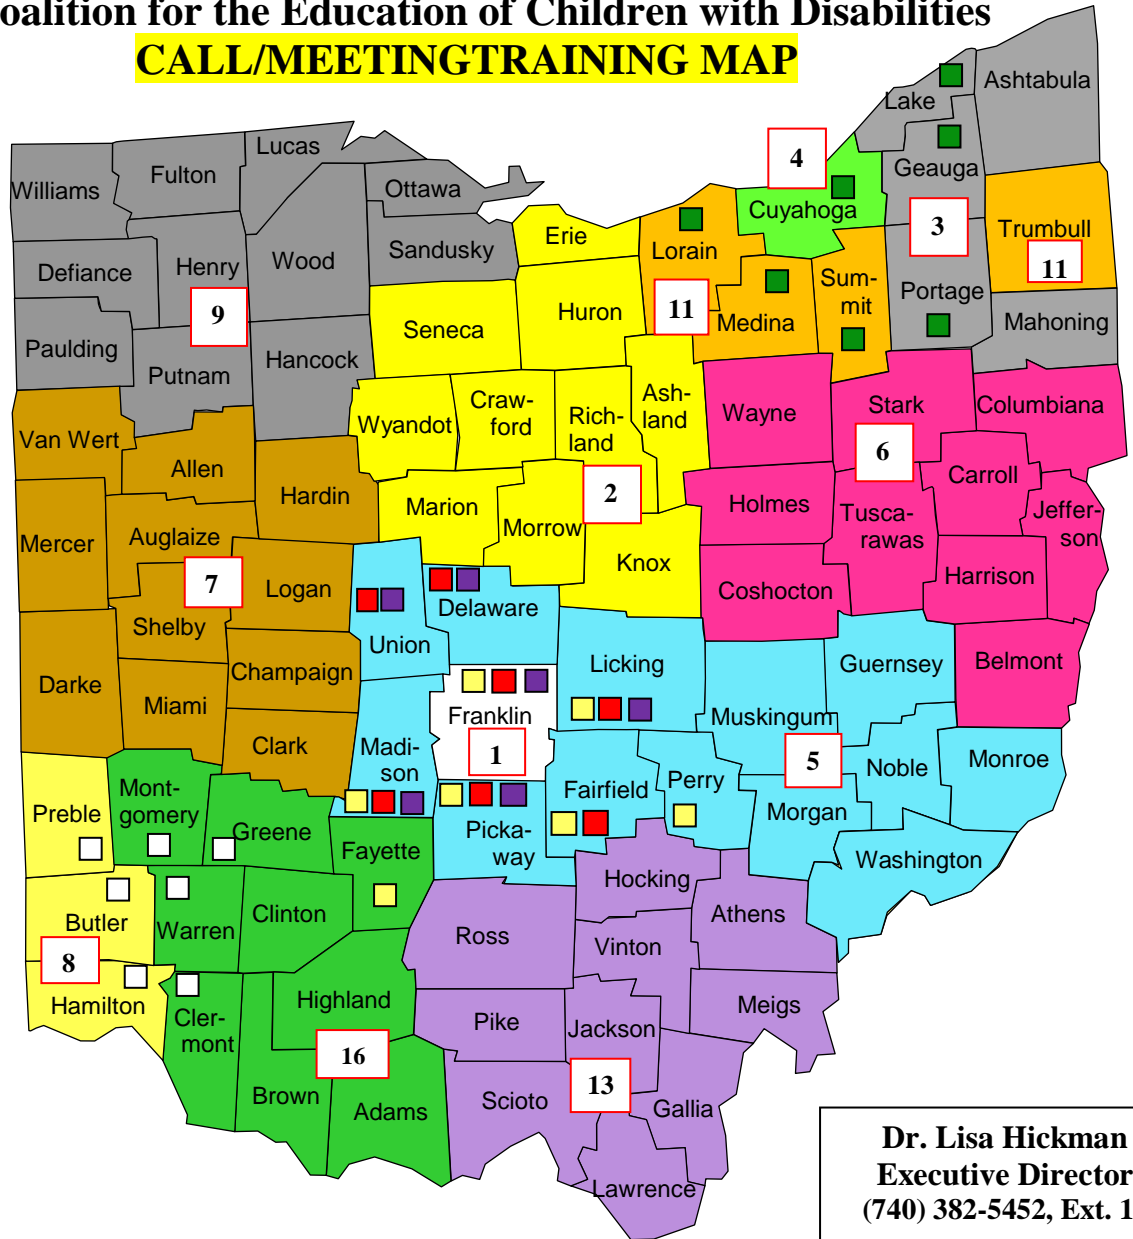 oalition for the Education of Children with Disabilities
CALL/MEETINGTRAINING MAP
Ashtabula
Lake
Lucas
4
Geauga
Fulton
Williams
Ottawa
Cuyahoga
3
Trumbull
Erie
Lorain
Sandusky
Wood
Henry
Defiance
11
Sum-
mit
Portage
9
11
Huron
Medina
Mahoning
Seneca
Paulding
Hancock
Putnam
Craw-
ford
Ash-
land
Stark
Columbiana
Wayne
Rich-
land
Wyandot
Van Wert
6
Allen
Carroll
2
Hardin
Marion
Holmes
Jeffer-
son
Tusca-
rawas
Morrow
Auglaize
Mercer
Knox
Harrison
7
Logan
Coshocton
Delaware
Shelby
Union
Licking
Guernsey
Belmont
Champaign
Darke
Miami
Franklin
Muskingum
Clark
Madi-
son
1
5
Monroe
Noble
Perry
Fairfield
Mont-
gomery
Preble
Morgan
Greene
Picka-
way
Fayette
Washington
Hocking
Clinton
Athens
Butler
Warren
Ross
Vinton
8
Highland
Hamilton
Meigs
Cler-
mont
Pike
Jackson
16
13
Brown
Scioto
Adams
Gallia
Lawrence
Dr. Lisa Hickman
Executive Director
(740) 382-5452, Ext. 1